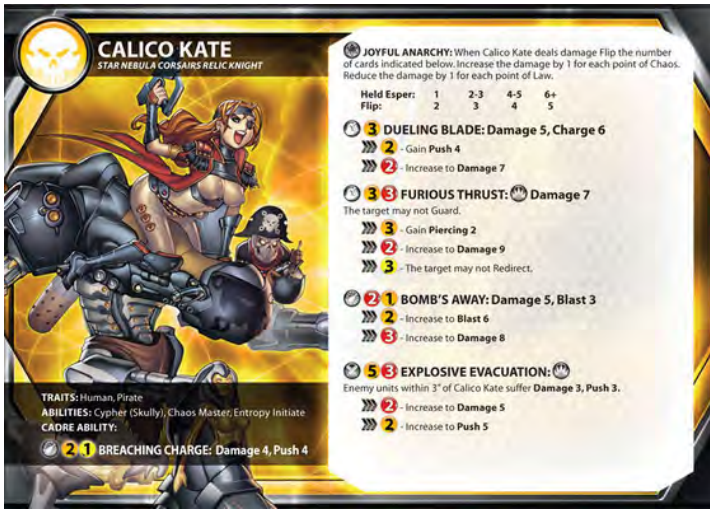 CALICO KATE
STAR NEBULA CORSAIRS RELIC KNIGHT
TRAITS: Human, Pirate
ABILITIES: Cypher (Skully), Chaos Master, Entropy Initiate
CADRE ABILITY:
2 1 BREACHING CHARGE: Damage 4, Push 4
JOYFUL ANARCHY: When Calico Kate deals damage Flip the number
of cards indicated below. Increase the damage by 1 for each point of Chaos.
Reduce the damage by 1 for each point of Law.
Held Esper: 1 2-3 4-5 6+
Flip: 2 3 4 5
3 DUELING BLADE: Damage 5, Charge 6
2 - Gain Push 4
2 - Increase to Damage 7
3 3 FURIOUS THRUST: Damage 7
The target may not Guard.
3 - Gain Piercing 2
2 - Increase to Damage 9
3 - The target may not Redirect.
2 1 BOMB'S AWAY: Damage 5, Blast 3
2 - Increase to Blast 6
3 - Increase to Damage 8
5 3 EXPLOSIVE EVACUATION:
Enemy units within 3" of Calico Kate suffer Damage 3, Push 3.
2 - Increase to Damage 5
2 - Increase to Push 5